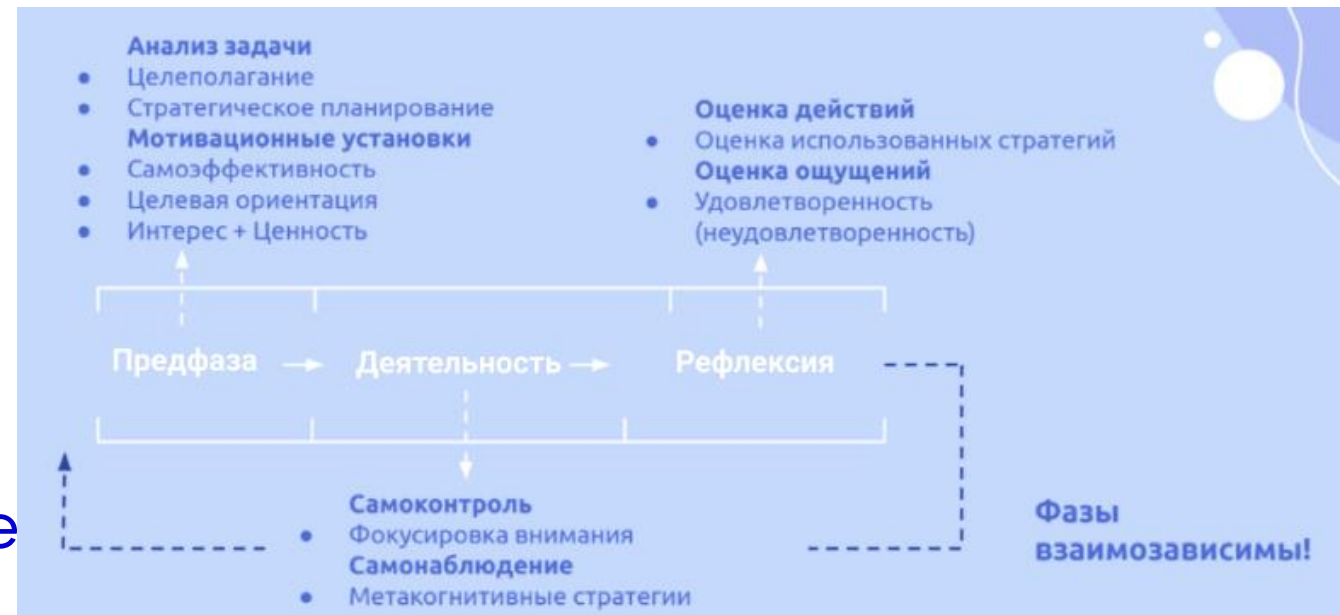 Анализ задачи
● Целеполагание
● Стратегическое планирование
Мотивационные установки
● Самоэффективность
● Целевая ориентация
● Интерес + Ценность
Оценка действий
● Оценка использованных стратегий
Оценка ощущений
● Удовлетворенность
(неудовлетворенность)
Предфаза
Деятельность
Рефлексия
Самоконтроль
● Фокусировка внимания
Самонаблюдение
● Метакогнитивные стратегии
Фазы
взаимозависимы!
е